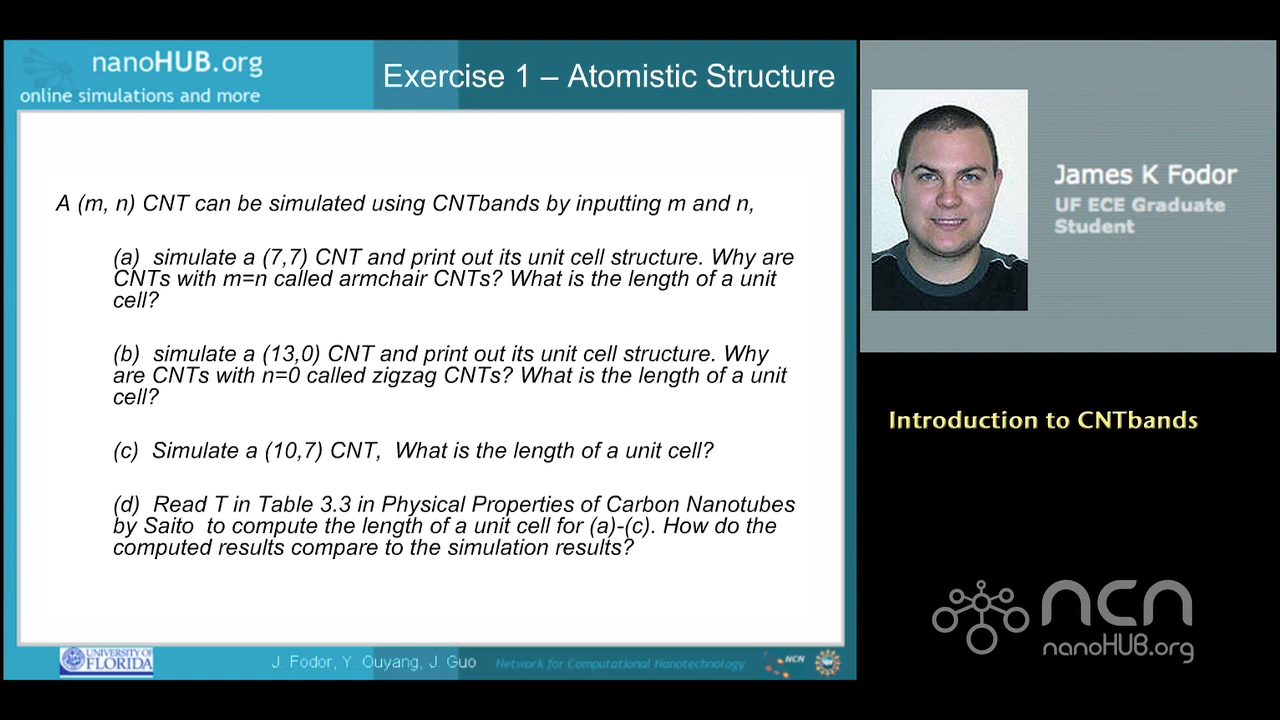 nanoHUB.org
online simulations and more
Exercise 1 – Atomistic Structure
A (m, n) CNT can be simulated using CNTbands by inputting m and n,
(a) simulate a (7,7) CNT and print out its unit cell structure. Why are
CNTs with m=n called armchair CNTs? What is the length of a unit
cell?
(b) simulate a (13,0) CNT and print out its unit cell structure. Why
are CNTs with n=0 called zigzag CNTs? What is the length of a unit
cell?
(c) Simulate a (10,7) CNT, What is the length of a unit cell?
(d) Read T in Table 3.3 in Physical Properties of Carbon Nanotubes
by Saito to compute the length of a unit cell for (a)-(c). How do the
computed results compare to the simulation results?
UNIVERSITY OF
FLORIDA
J. Fodor, Y. Ouyang, J. Guo
Network for Computational Nanotechnology
NCN
James K Fodor
UF ECE Graduate
Student
Introduction to CNTbands
ncn
nanoHUB.org